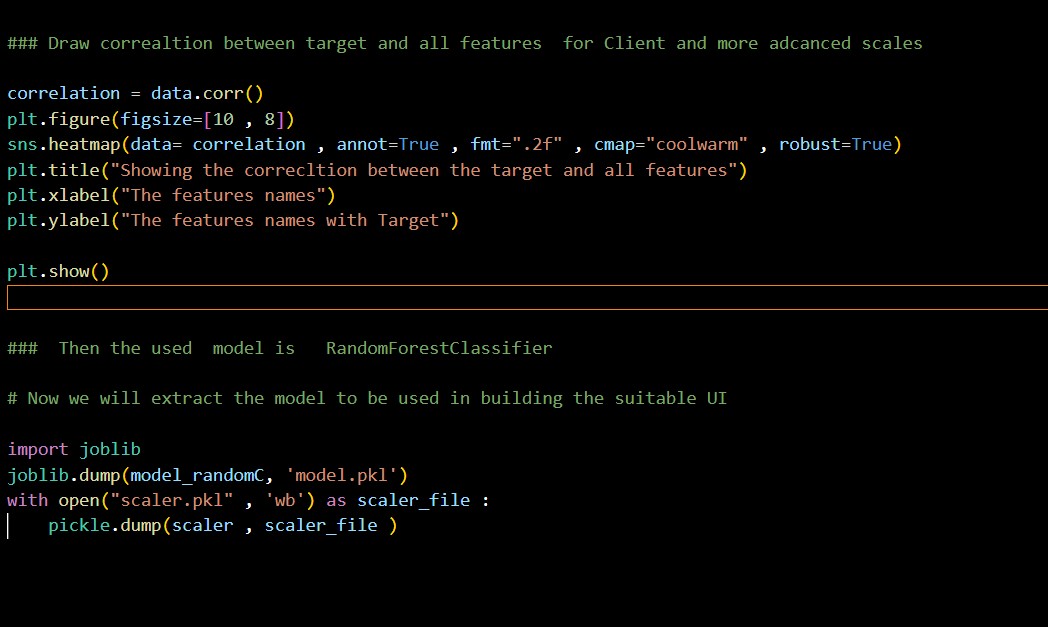 ### Draw correaltion between target and all features  for Client and more adcanced scales
correlation = data.corr()
plt.figure(figsize=[10 , 8])
sns.heatmap(data= correlation , annot=True , fmt=".2f" , cmap="coolwarm" , robust=True)
plt.title("Showing the correcltion between the target and all features")
plt.xlabel("The features names")
plt.ylabel("The features names with Target")
plt.show()
###  Then the used  model is   RandomForestClassifier
# Now we will extract the model to be used in building the suitable UI
import joblib
joblib.dump(model_randomC, 'model.pkl')
with open("scaler.pkl" , 'wb') as scaler_file :
    pickle.dump(scaler , scaler_file )